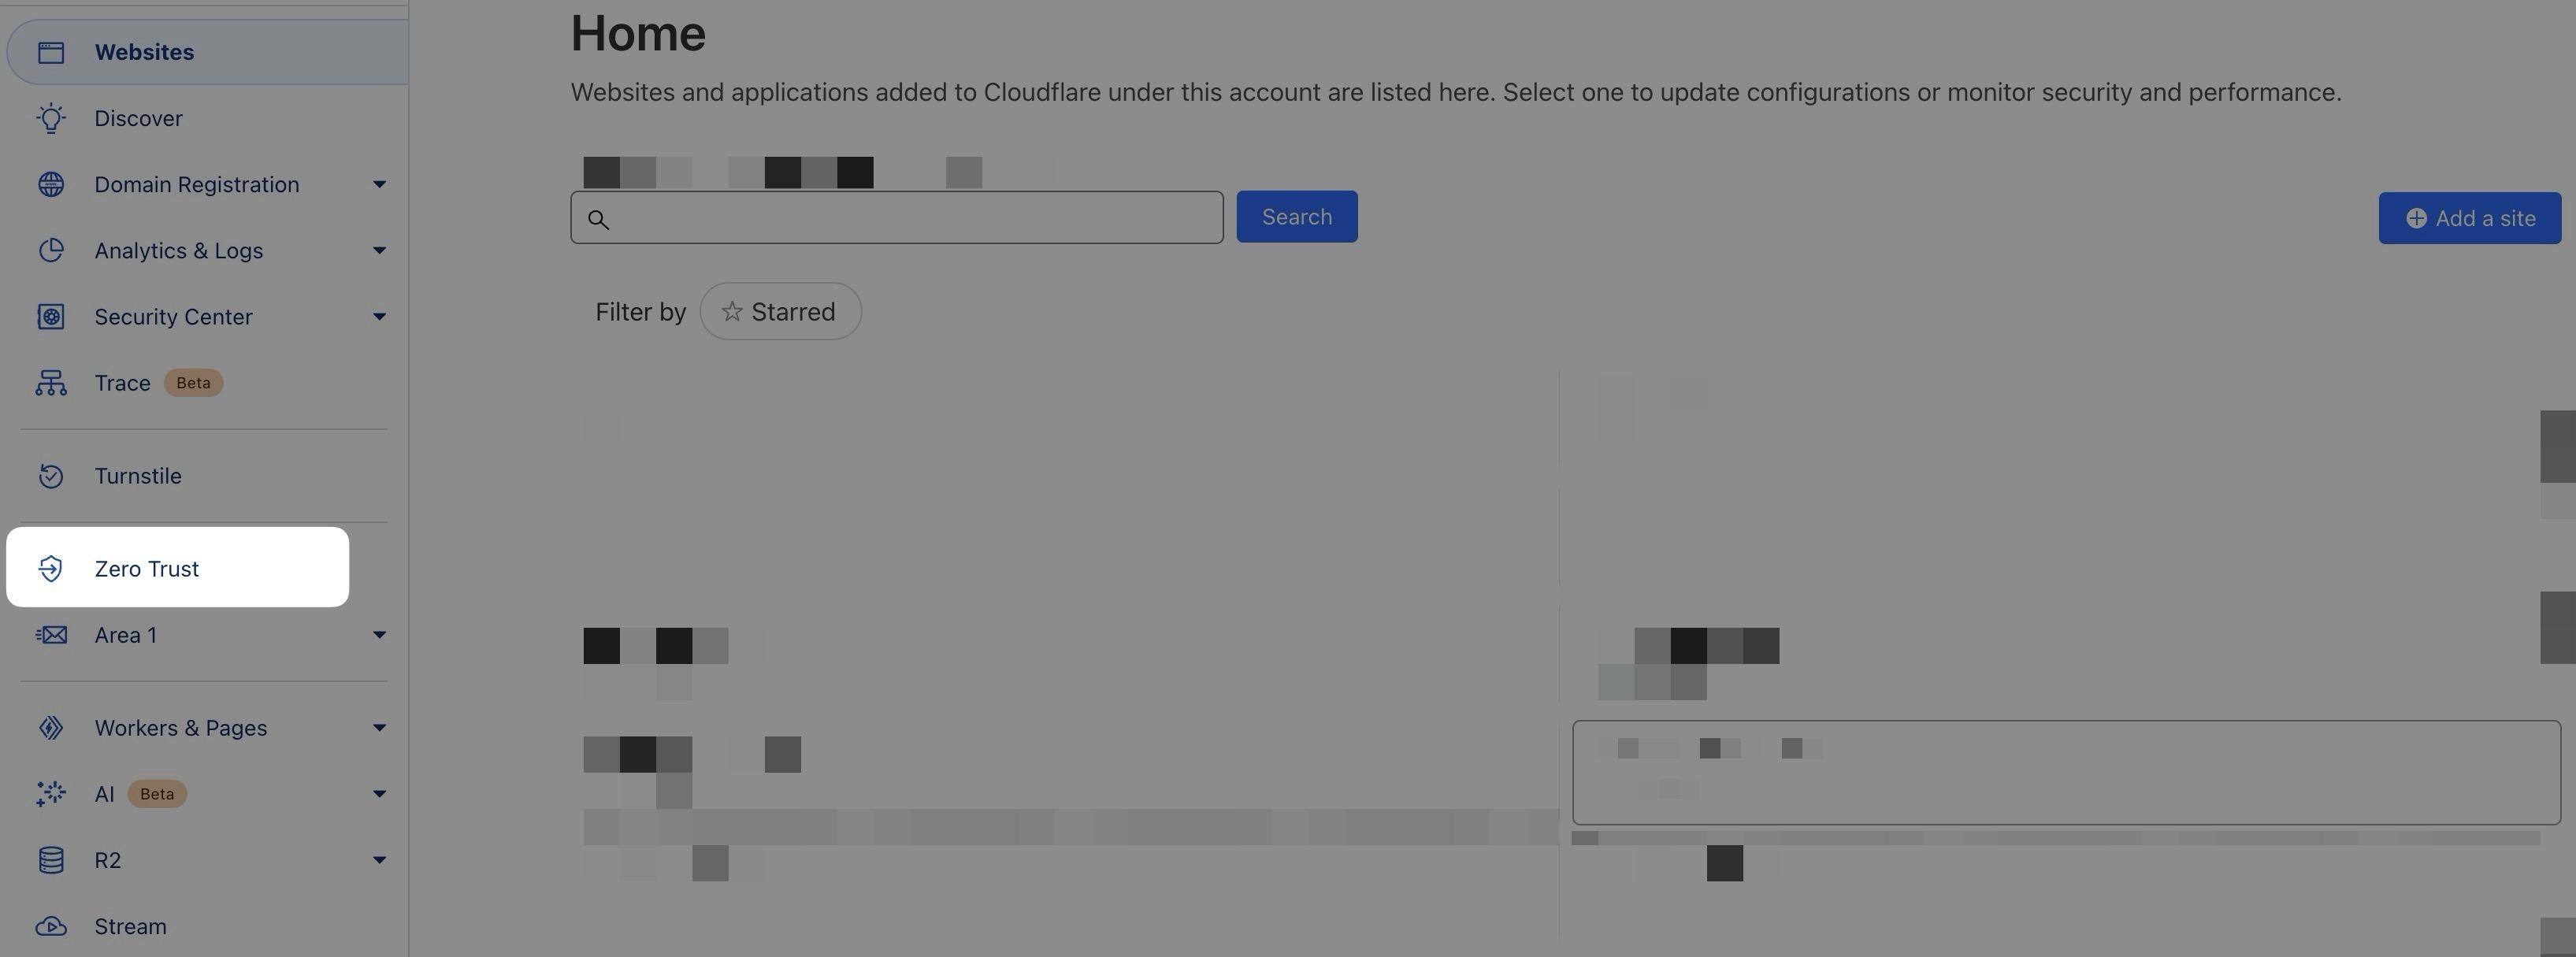 Websites
Discover
Domain Registration
Analytics & Logs
Security Center
Trace Beta
Turnstile
Zero Trust
Area 1
Workers & Pages
AI Beta
R2
Stream
Home
Websites and applications added to Cloudflare under this account are listed here. Select one to update configurations or monitor security and performance.
Search
Add a site
Filter by Starred